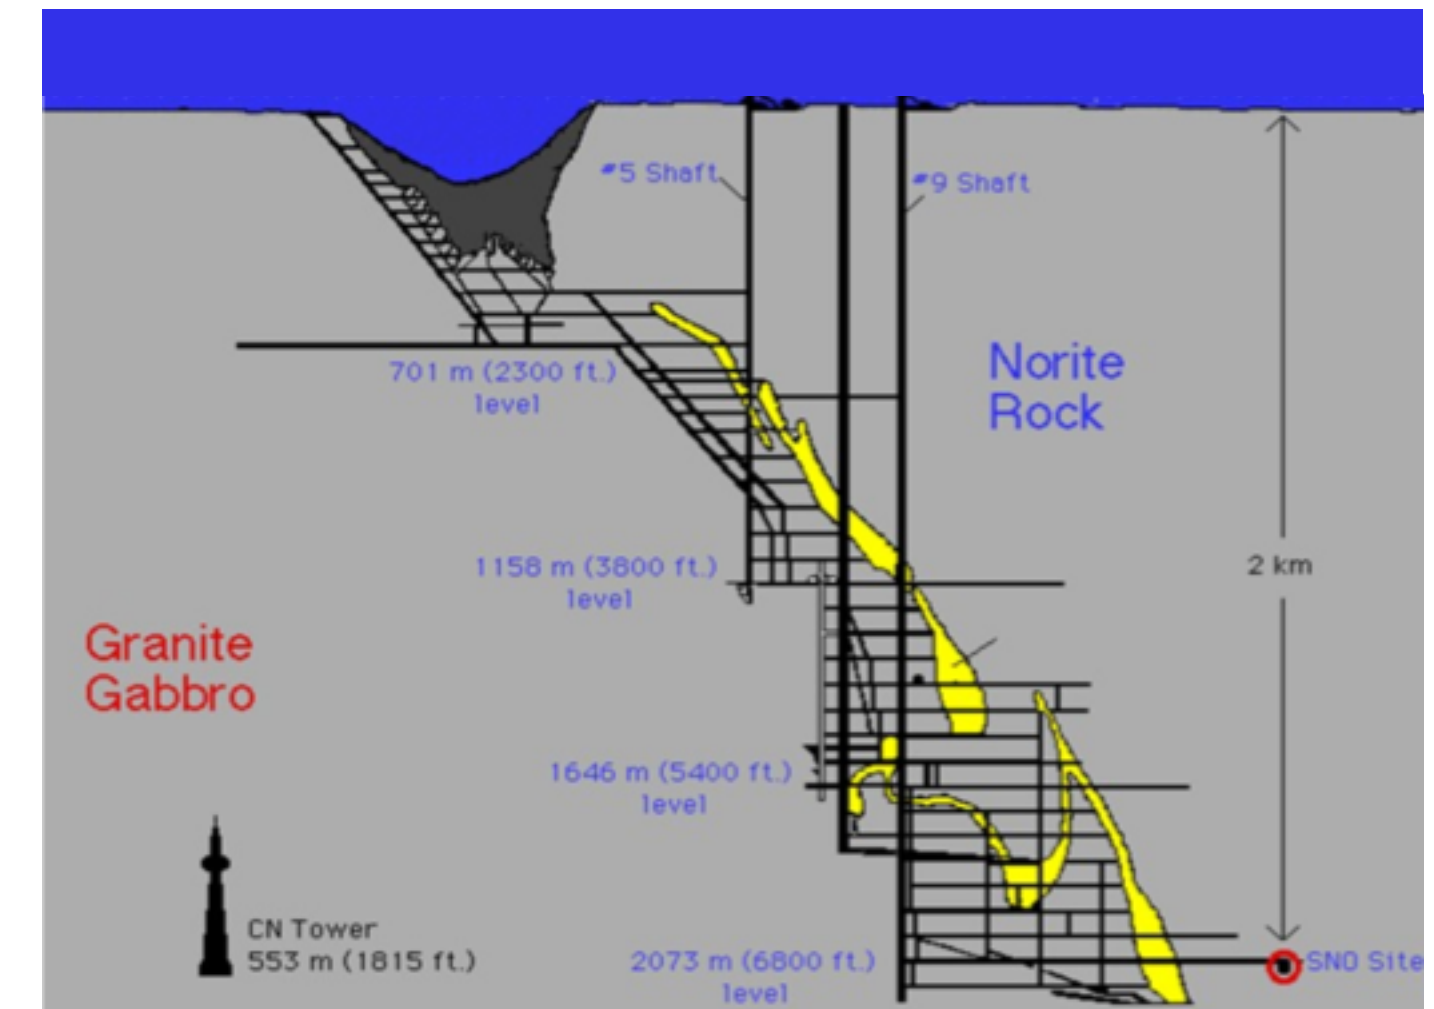 #5 Shaft
#9 Shaft
701 m (2300 ft.)
level
Norite
Rock
1158 m (3800 ft.)
level
2 km
Granite
Gabbro
1646 m (5400 ft.)
level
CN Tower
553 m (1815 ft.)
2073 m (6800 ft.)
level
SNO Site